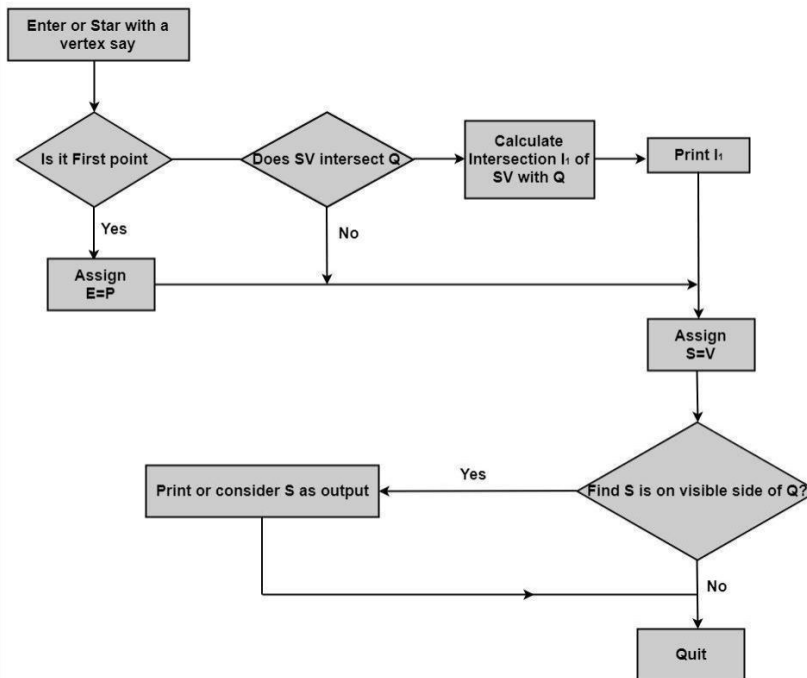 Enter or Star with a
vertex say
Is it First point
Does SV intersect Q
Calculate
Intersection I₁ of
SV with Q
Print I₁
Yes
No
Assign
E=P
Assign
S=V
Yes
Print or consider S as output
Find S is on visible side of Q?
No
Quit